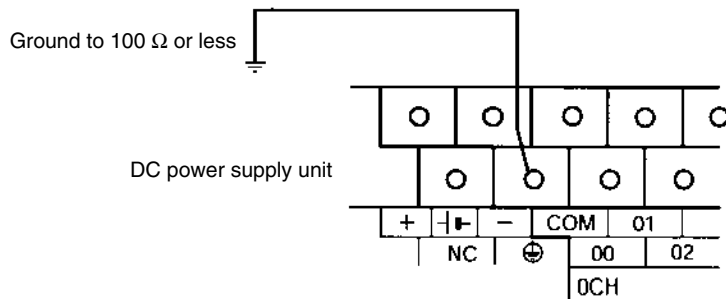 Ground to 100 Ω or less
DC power supply unit
+ − COM 01
NC 00 02
0CH